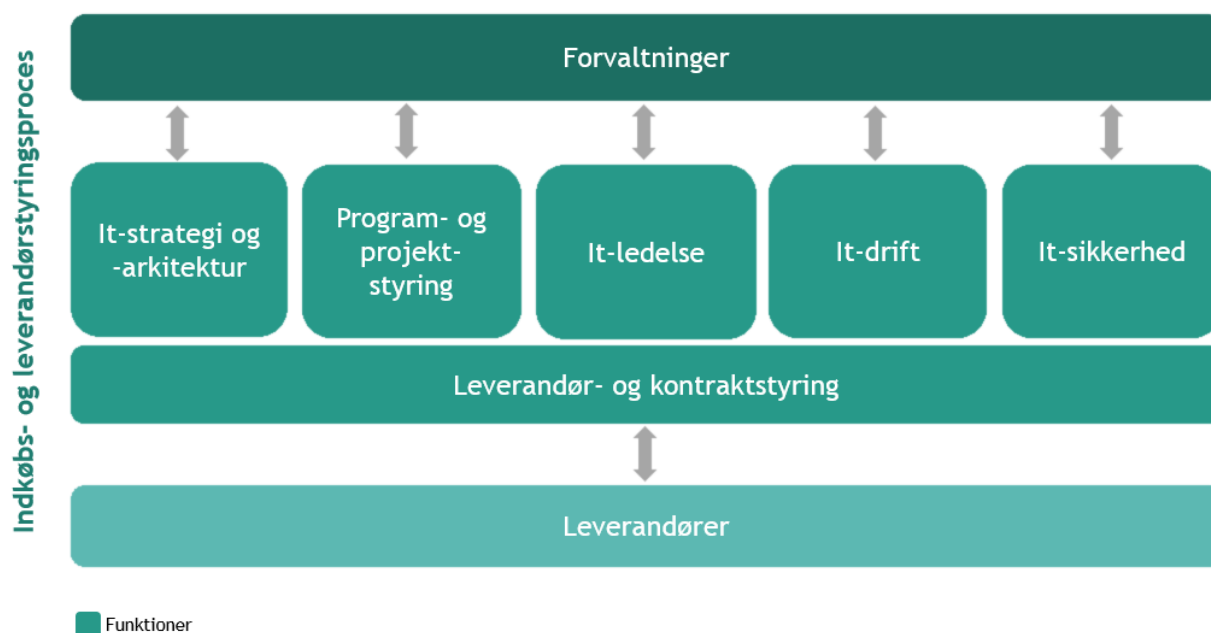 Indkøbs- og leverandørstyringsproces
Forvaltninger
It-strategi og
-arkitektur
Program- og
projekt-
styring
It-ledelse
It-drift
It-sikkerhed
Leverandør- og kontraktstyring
Leverandører
Funktioner